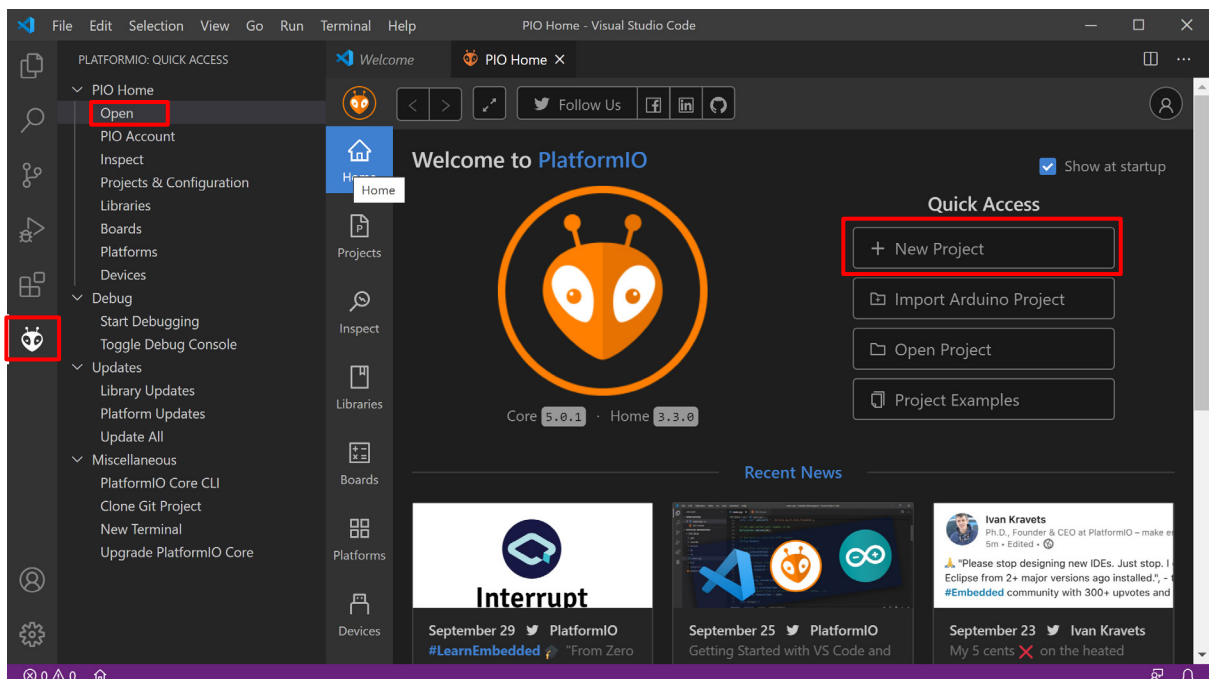 File Edit Selection View Go Run Terminal Help PIO Home - Visual Studio Code
PLATFORMIO: QUICK ACCESS
PIO Home
Open
PIO Account
Inspect
Projects & Configuration
Libraries
Boards
Platforms
Devices
Debug
Start Debugging
Toggle Debug Console
Updates
Library Updates
Platform Updates
Update All
Miscellaneous
PlatformIO Core CLI
Clone Git Project
New Terminal
Upgrade PlatformIO Core
Welcome PIO Home
Follow Us
Home
Home
Projects
Inspect
Libraries
Boards
Platforms
Devices
Welcome to PlatformIO
Show at startup
Core 5.0.1 · Home 3.3.0
Quick Access
New Project
Import Arduino Project
Open Project
Project Examples
Recent News
Interrupt
September 29 PlatformIO
#LearnEmbedded "From Zero
September 25 PlatformIO
Getting Started with VS Code and
Ivan Kravets
Ph.D., Founder & CEO at PlatformIO – make
5m • Edited •
"Please stop designing new IDEs. Just stop. I
Eclipse from 2+ major versions ago installed.", -
#Embedded community with 300+ upvotes and
September 23 Ivan Kravets
My 5 cents on the heated
0 0